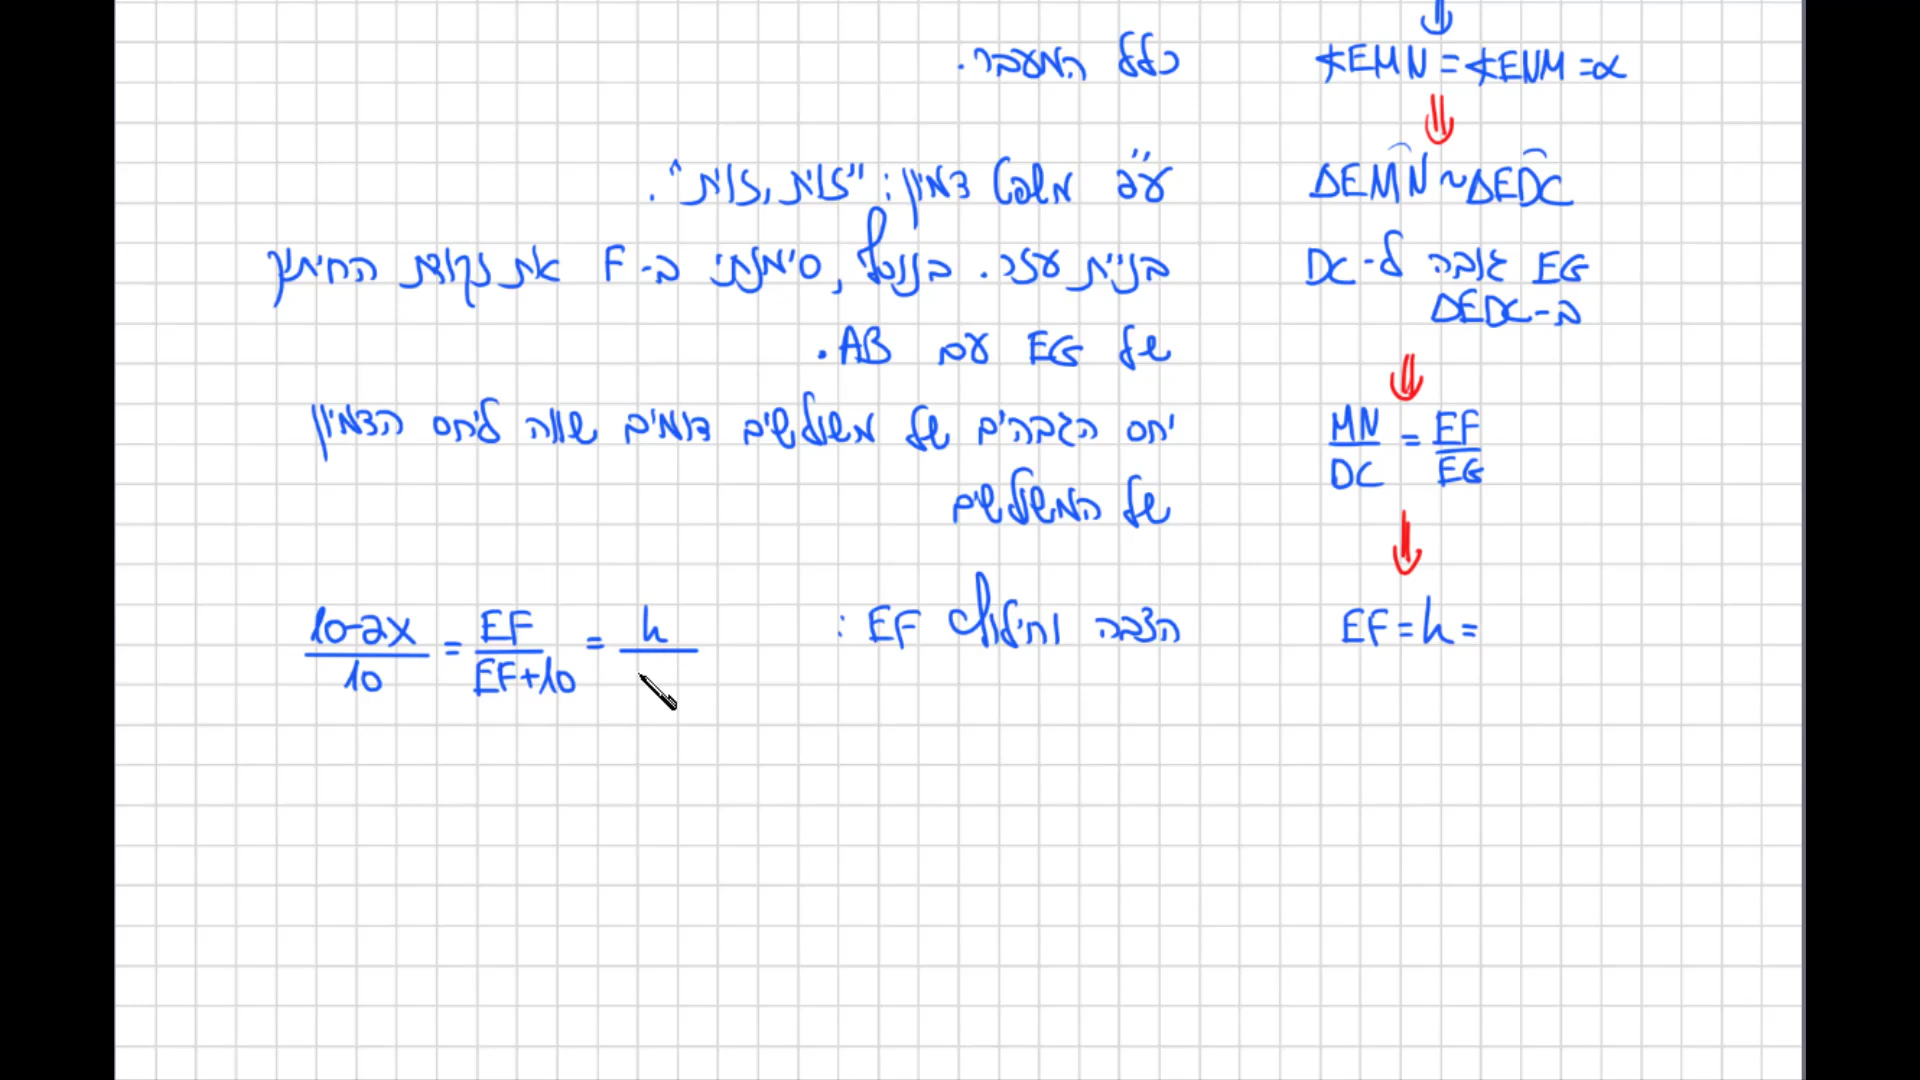 ∢EMN = ∢ENM = α כלל המעבר.
ΔEMN ~ ΔEDC ע"פ משפט דמיון: "זווית, זווית".
EG גובה ל-DC בניית עזר. בנוסף, סימנתי ב-F את נקודת החיתוך
ב-ΔEDC
של EG עם AB.
MN/DC = EF/EG יחס הגבהים של משולשים דומים שווה ליחס הדמיון
של המשולשים
EF = h = הצבה וחילוף EF : (10-2x)/10 = EF/(EF+10) = h/